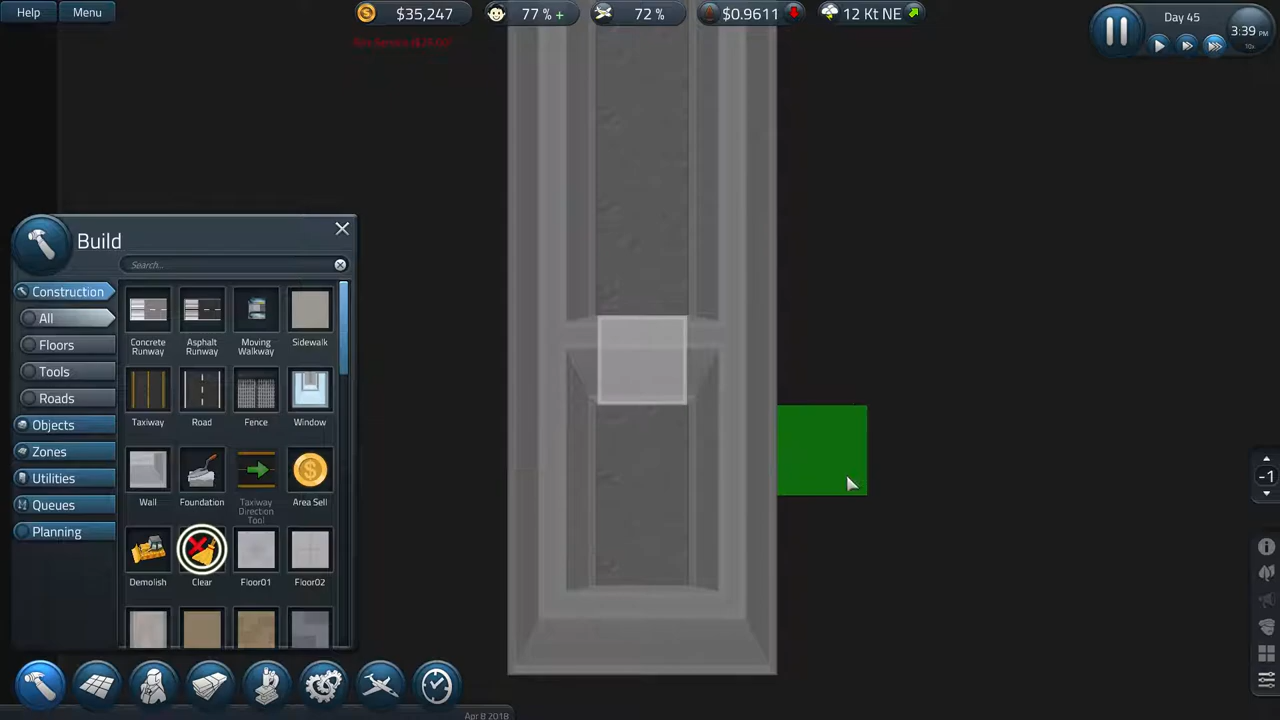 Help
Menu
$35,247
77 % +
72 %
$0.9611
12 Kt NE
Day 45
3:39 PM
10x
Build
Search...
Construction
All
Floors
Tools
Roads
Objects
Zones
Utilities
Queues
Planning
Concrete Runway
Asphalt Runway
Moving Walkway
Sidewalk
Taxiway
Road
Fence
Window
Wall
Foundation
Taxiway Direction Tool
Area Sell
Demolish
Clear
Floor01
Floor02
-1
Apr 8 2018